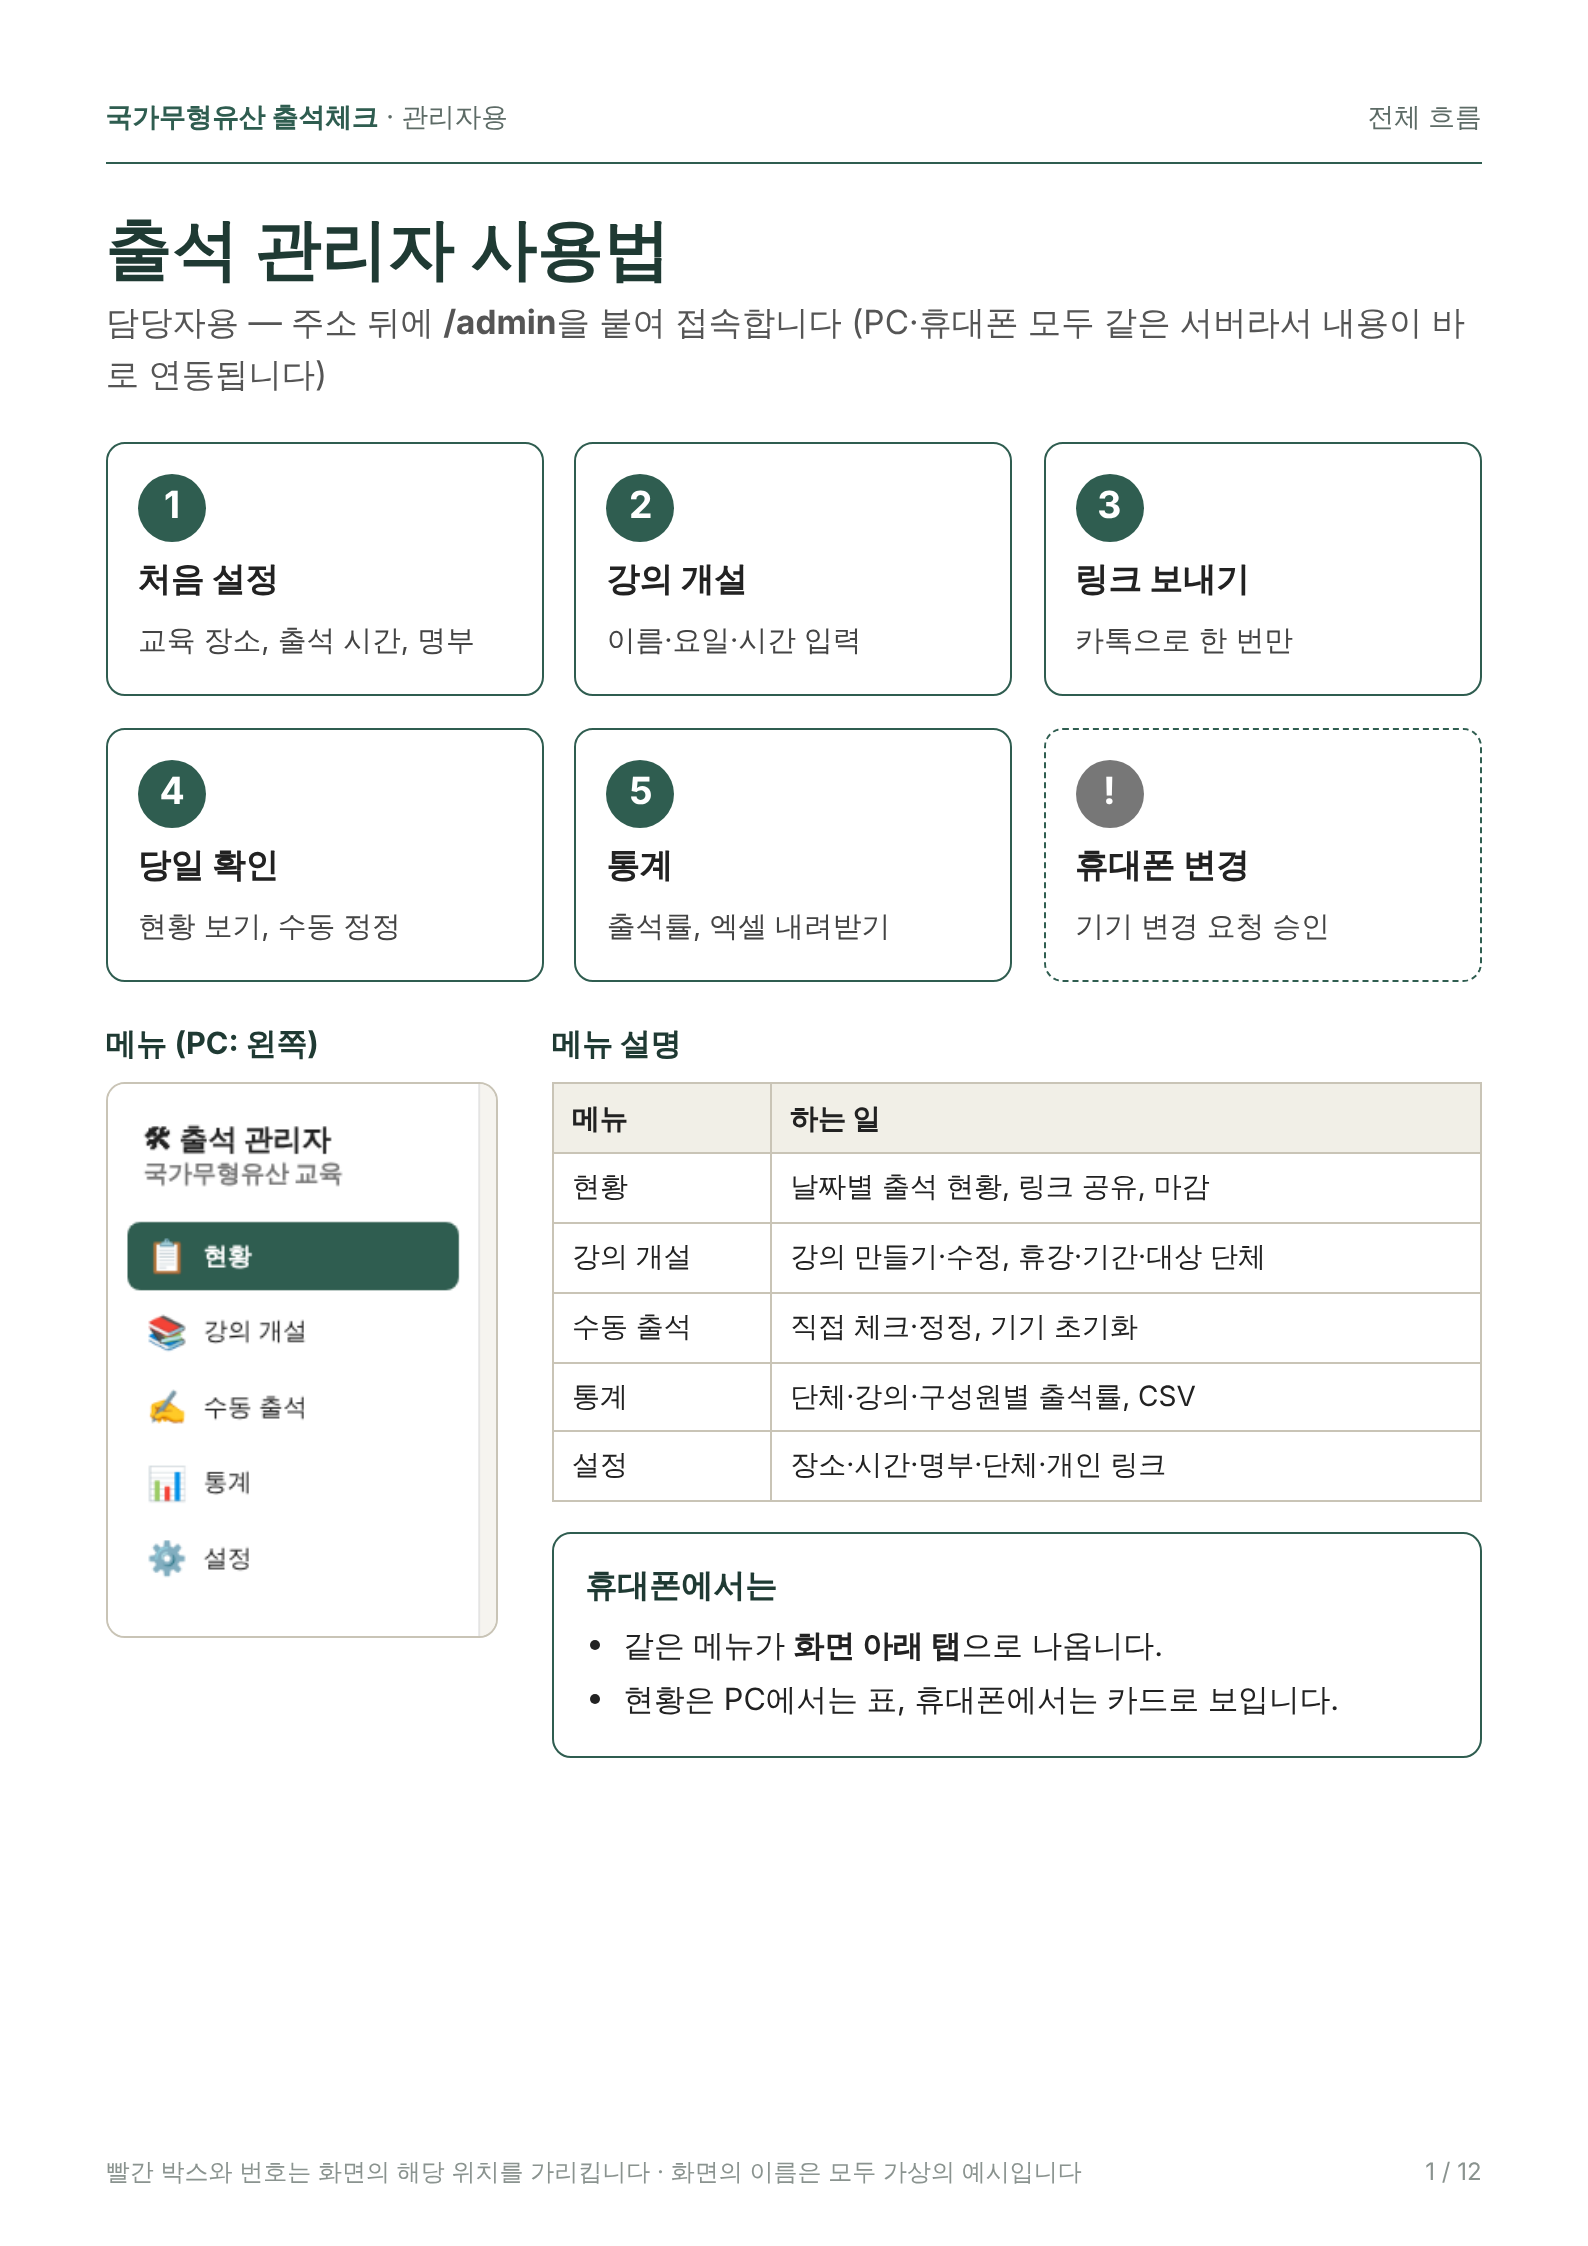 국가무형유산 출석체크 · 관리자용
전체 흐름
출석 관리자 사용법
담당자용 — 주소 뒤에 /admin을 붙여 접속합니다 (PC·휴대폰 모두 같은 서버라서 내용이 바
로 연동됩니다)
1
처음 설정
교육 장소, 출석 시간, 명부
2
강의 개설
이름·요일·시간 입력
3
링크 보내기
카톡으로 한 번만
4
당일 확인
현황 보기, 수동 정정
5
통계
출석률, 엑셀 내려받기
!
휴대폰 변경
기기 변경 요청 승인
메뉴 (PC: 왼쪽)
🛠 출석 관리자
국가무형유산 교육
📋 현황
📚 강의 개설
✍️ 수동 출석
📊 통계
⚙️ 설정
메뉴 설명
메뉴 하는 일
현황 날짜별 출석 현황, 링크 공유, 마감
강의 개설 강의 만들기·수정, 휴강·기간·대상 단체
수동 출석 직접 체크·정정, 기기 초기화
통계 단체·강의·구성원별 출석률, CSV
설정 장소·시간·명부·단체·개인 링크
휴대폰에서는
• 같은 메뉴가 화면 아래 탭으로 나옵니다.
• 현황은 PC에서는 표, 휴대폰에서는 카드로 보입니다.
빨간 박스와 번호는 화면의 해당 위치를 가리킵니다 · 화면의 이름은 모두 가상의 예시입니다
1 / 12